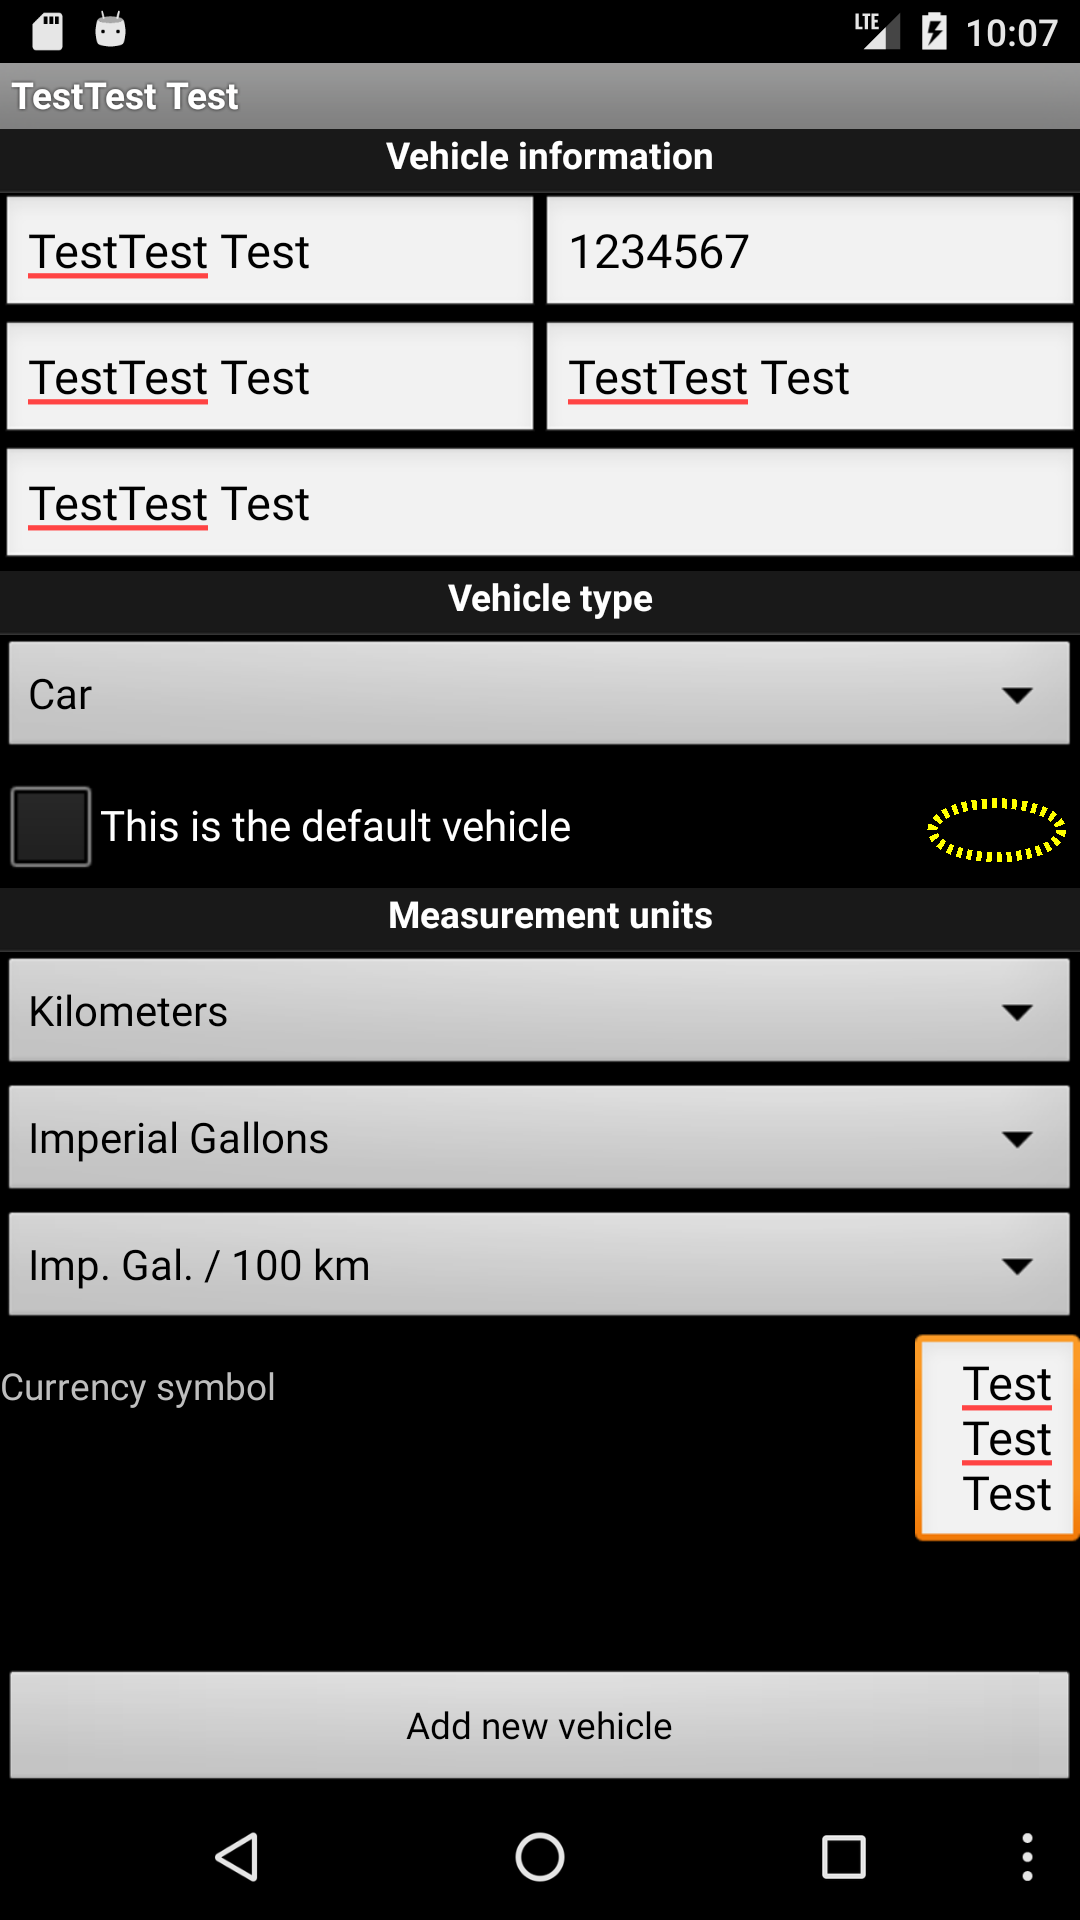 LTE 10:07
TestTest Test
Vehicle information
TestTest Test 1234567
TestTest Test TestTest Test
TestTest Test
Vehicle type
Car
This is the default vehicle
Measurement units
Kilometers
Imperial Gallons
Imp. Gal. / 100 km
Currency symbol Test
Test
Test
Add new vehicle